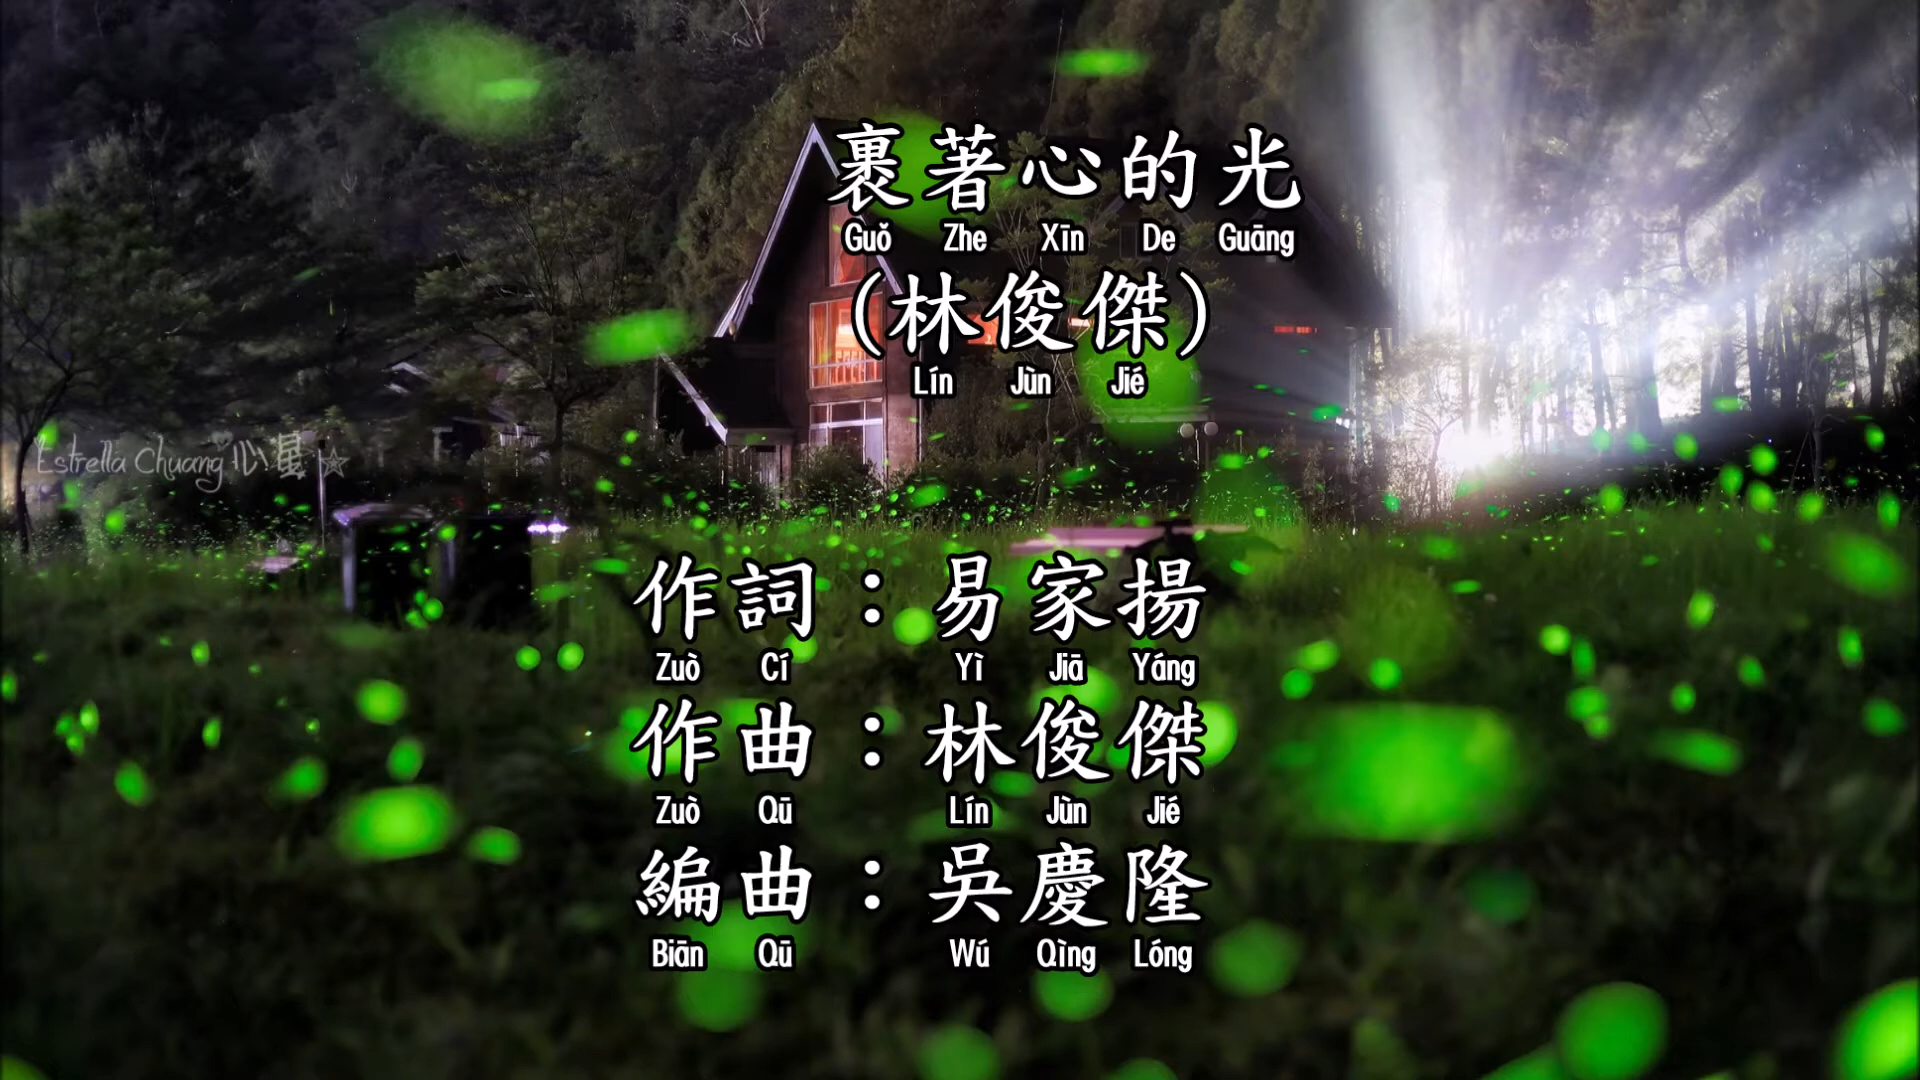 裹著心的光
Guǒ Zhe Xīn De Guāng
(林俊傑)
Lín Jùn Jié
Estrella Chuang 心星☆
作詞：易家揚
Zuò Cí Yì Jiā Yáng
作曲：林俊傑
Zuò Qū Lín Jùn Jié
編曲：吳慶隆
Biān Qū Wú Qìng Lóng